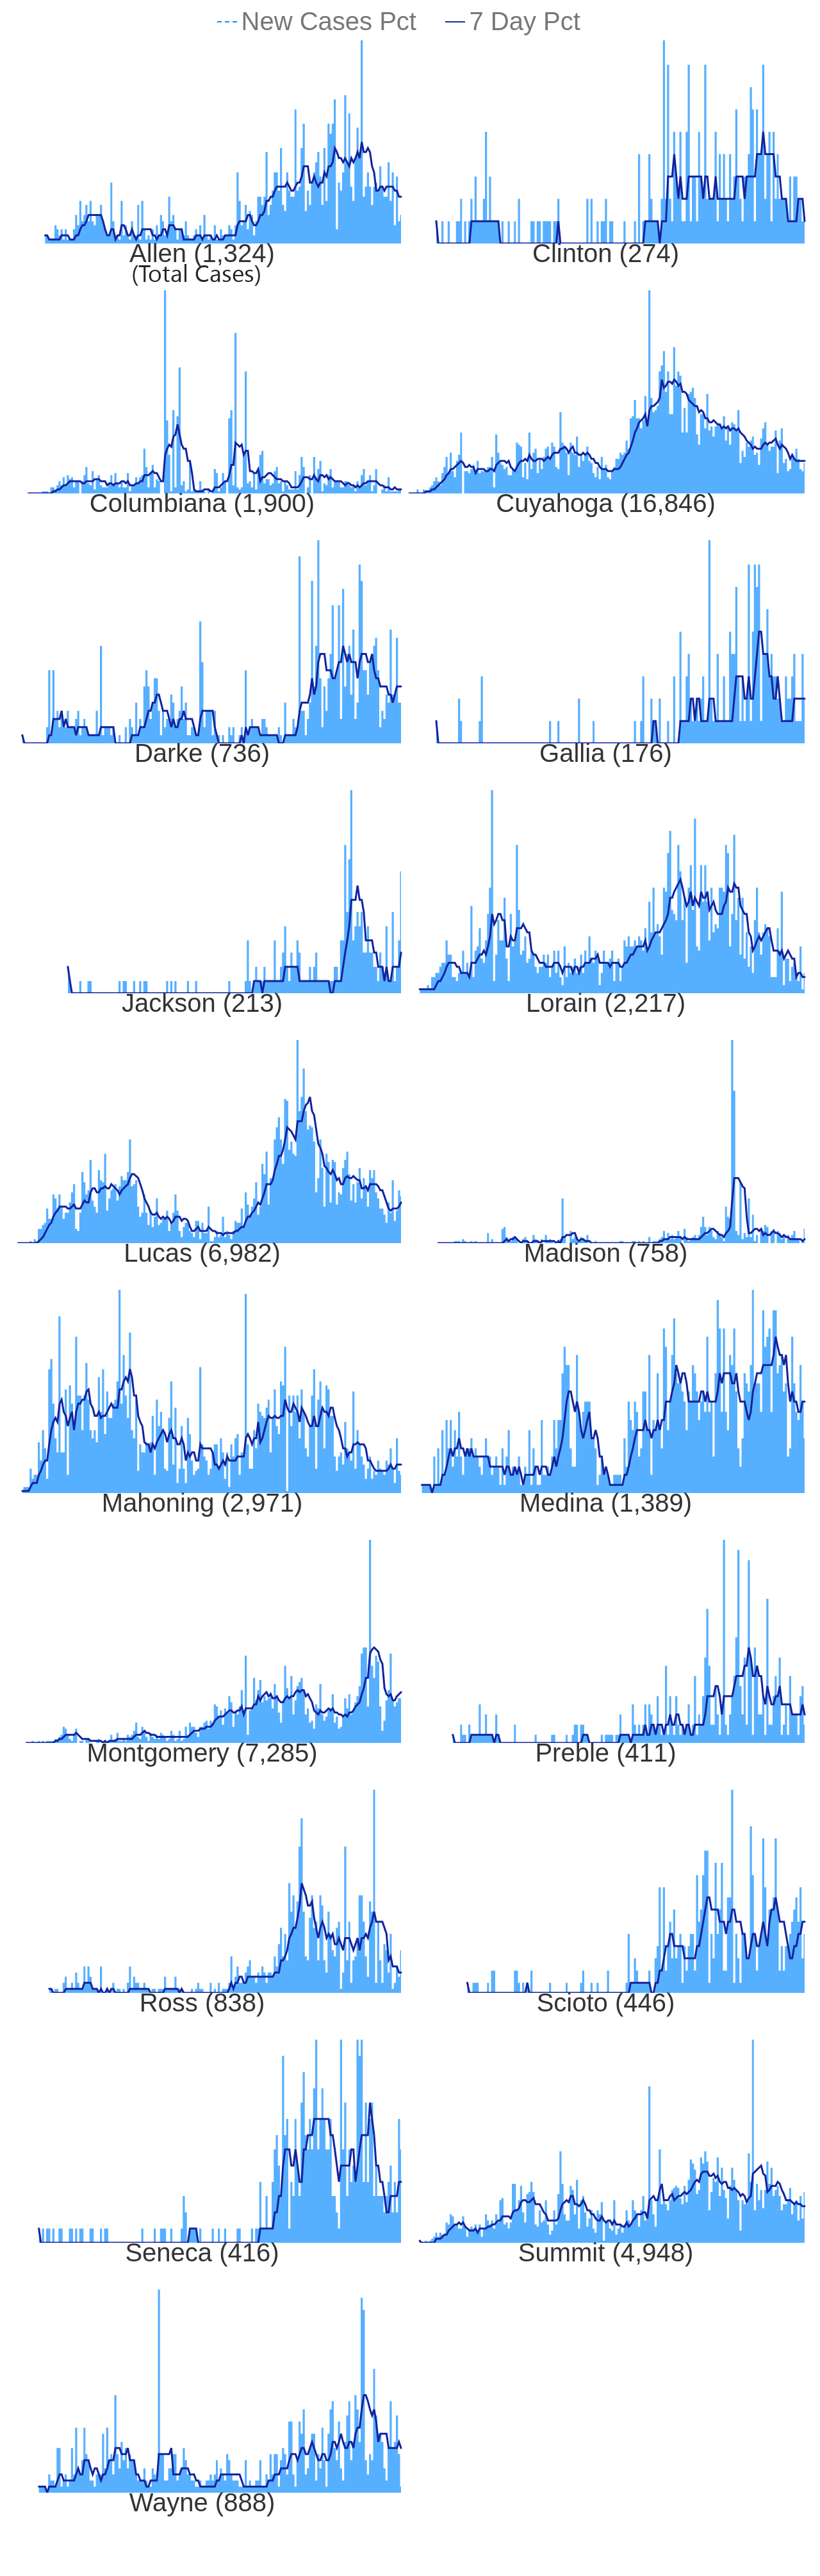 New Cases Pct 7 Day Pct
Allen (1,324) Clinton (274)
(Total Cases)
Columbiana (1,900) Cuyahoga (16,846)
Darke (736) Gallia (176)
Jackson (213) Lorain (2,217)
Lucas (6,982) Madison (758)
Mahoning (2,971) Medina (1,389)
Montgomery (7,285) Preble (411)
Ross (838) Scioto (446)
Seneca (416) Summit (4,948)
Wayne (888)